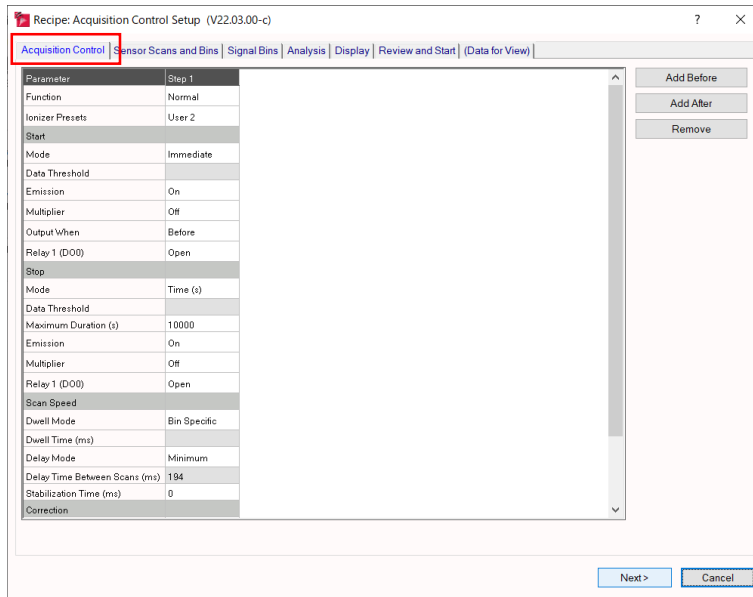 Recipe: Acquisition Control Setup (V22.03.00-c)
? X
Acquisition Control Sensor Scans and Bins Signal Bins Analysis Display Review and Start (Data for View)
Parameter Step 1
Function Normal
Ionizer Presets User 2
Start
Mode Immediate
Data Threshold
Emission On
Multiplier Off
Output When Before
Relay 1 (DO0) Open
Stop
Mode Time (s)
Data Threshold
Maximum Duration (s) 10000
Emission On
Multiplier Off
Relay 1 (DO0) Open
Scan Speed
Dwell Mode Bin Specific
Dwell Time (ms)
Delay Mode Minimum
Delay Time Between Scans (ms) 194
Stabilization Time (ms) 0
Correction
Add Before
Add After
Remove
Next >
Cancel